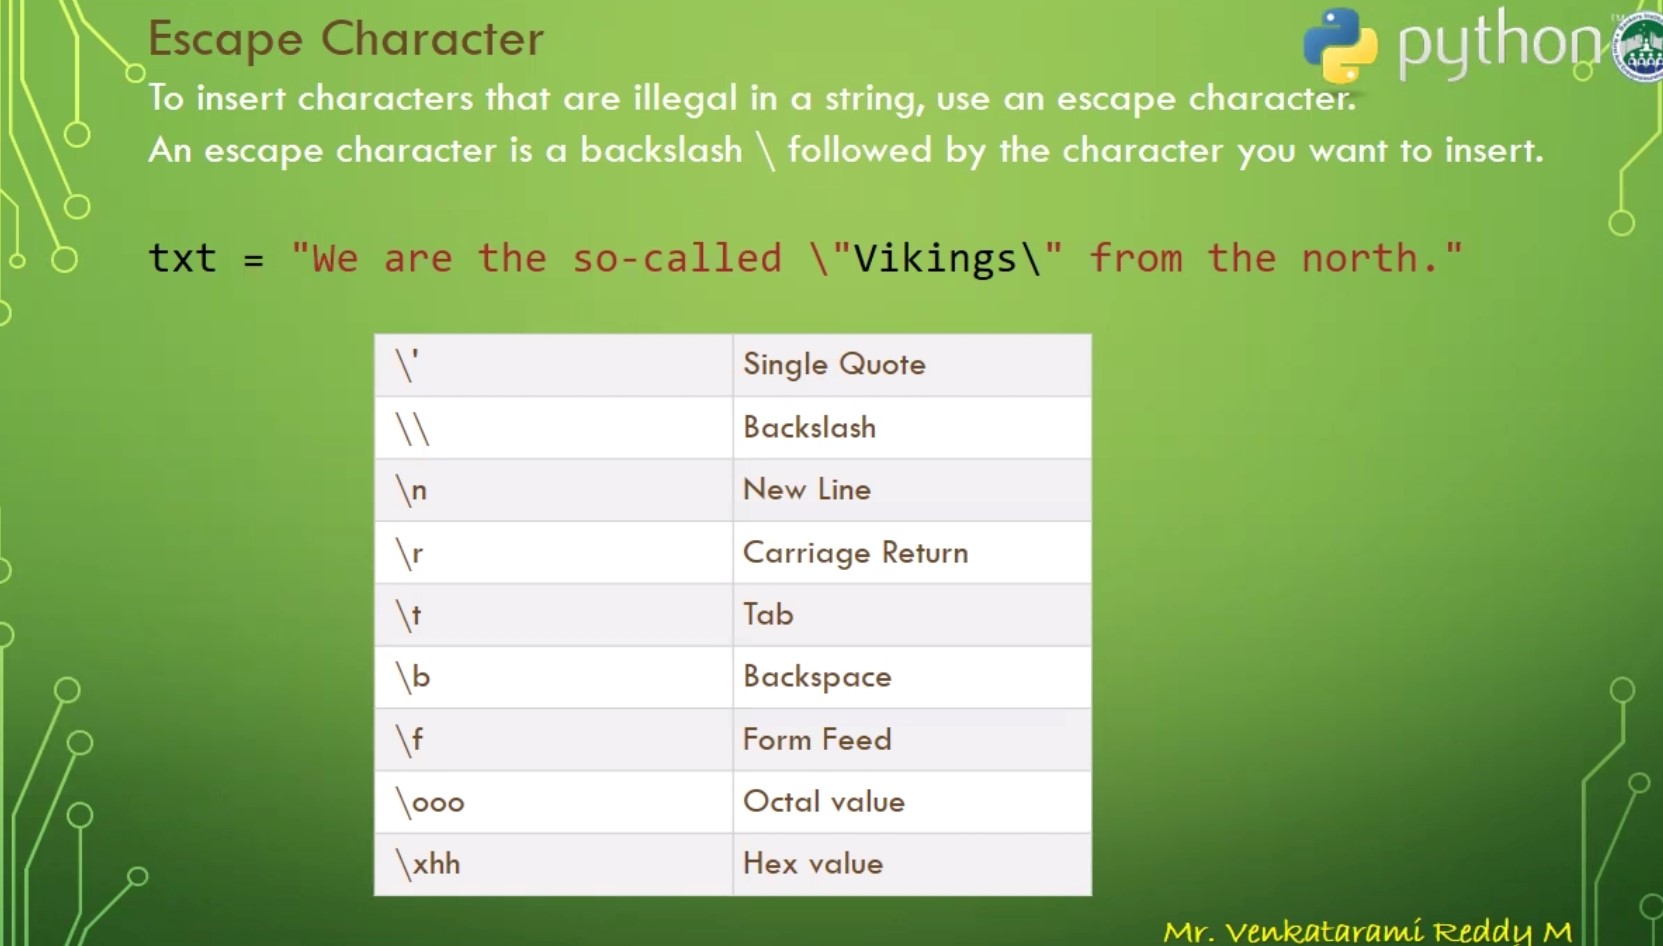 Escape Character
python
To insert characters that are illegal in a string, use an escape character.
An escape character is a backslash \ followed by the character you want to insert.
txt = "We are the so-called \"Vikings\" from the north."
\' Single Quote
\\ Backslash
\n New Line
\r Carriage Return
\t Tab
\b Backspace
\f Form Feed
\ooo Octal value
\xhh Hex value
Mr. Venkatarami Reddy M